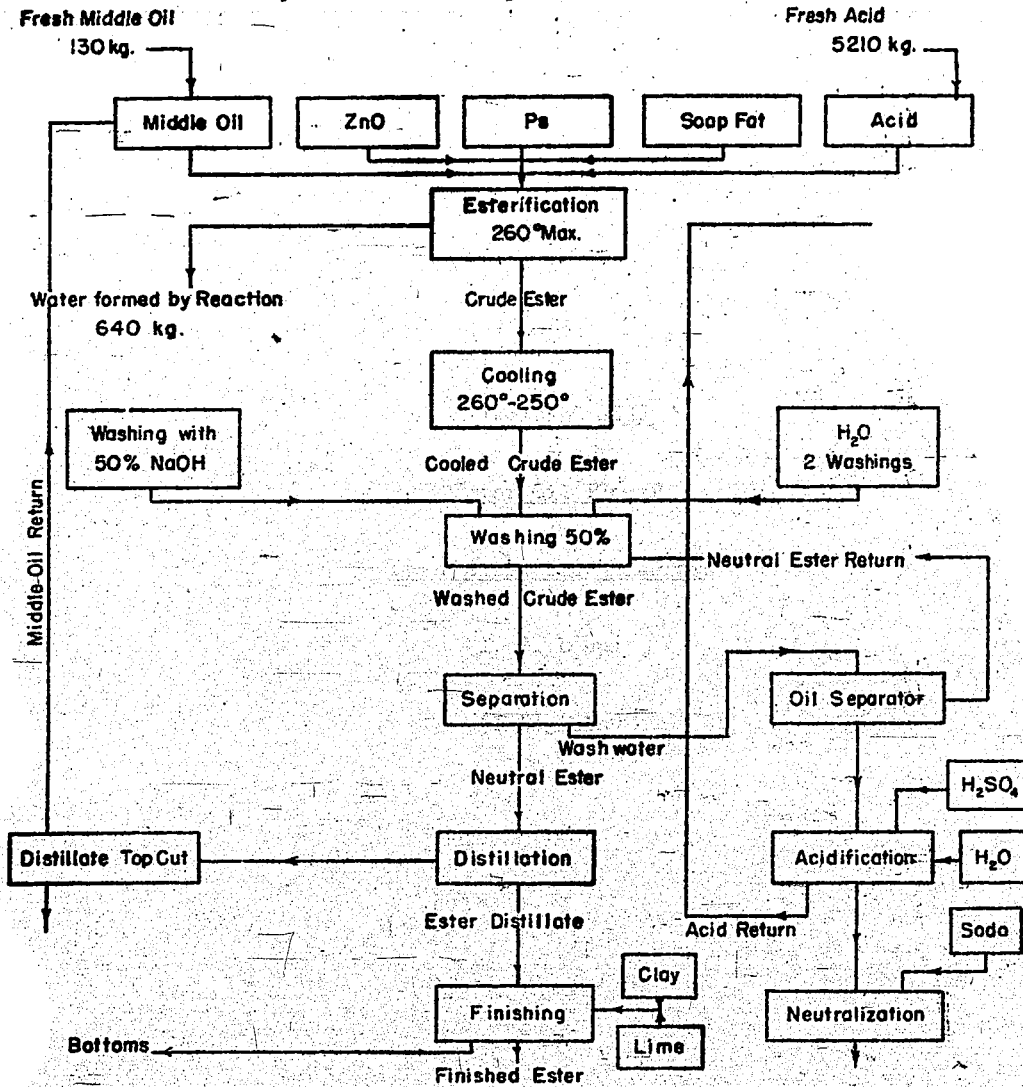 Fresh Middle Oil
130 kg.
Fresh Acid
5210 kg.
Middle Oil
ZnO
Pe
Soap Fat
Acid
Esterification
260° Max.
Water formed by Reaction
640 kg.
Crude Ester
Cooling
260°-250°
Washing with
50% NaOH
H₂O
2 Washings
Cooled Crude Ester
Middle-Oil Return
Washing 50%
Neutral Ester Return
Washed Crude Ester
Separation
Oil Separator
Washwater
Neutral Ester
H₂SO₄
Distillate Top Cut
Distillation
Acidification
H₂O
Ester Distillate
Acid Return
Soda
Clay
Finishing
Neutralization
Lime
Bottoms
Finished Ester